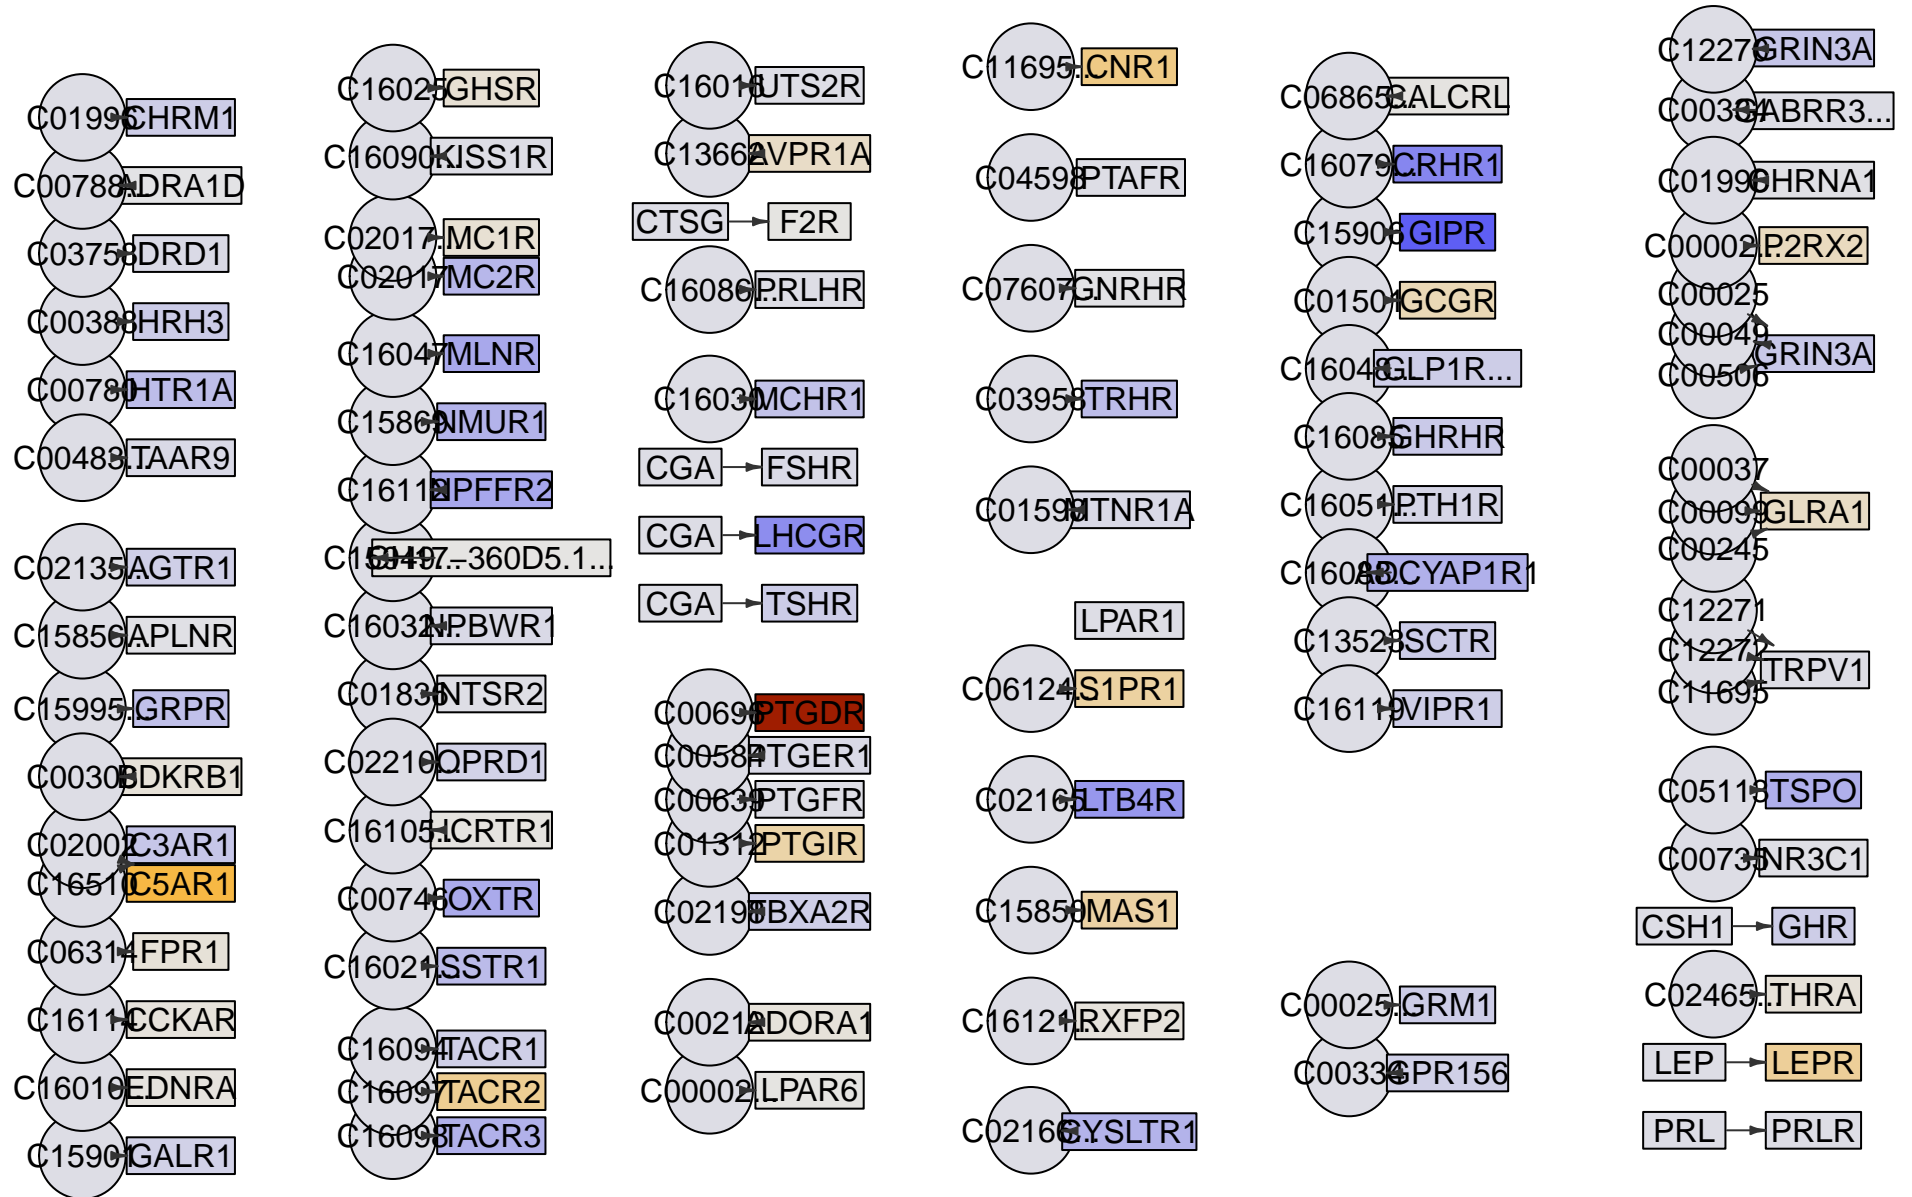 C01996 CHRM1
C00788... ADRA1D
C03758 DRD1
C00388 HRH3
C00780 HTR1A
C00483... TAAR9
C02135... AGTR1
C15856... APLNR
C15995... GRPR
C00306 BDKRB1
C02002 C3AR1
C16510 C5AR1
C06314 FPR1
C16114 CCKAR
C16010 EDNRA
C15901 GALR1
C16025 GHSR
C16090... KISS1R
C02017... MC1R
C02017 MC2R
C16047 MLNR
C15869 NMUR1
C16118 NPFFR2
–360D5.1...
C16032... NPBWR1
C01836 NTSR2
C02210... OPRD1
C16105... HCRTR1
C00746 OXTR
C16021... SSTR1
C16094 TACR1
C16097 TACR2
C16098 TACR3
C16016 UTS2R
C13662 AVPR1A
CTSG F2R
C16086... PRLHR
C16030 MCHR1
CGA FSHR
CGA LHCGR
CGA TSHR
C00696 PTGDR
C00584 PTGER1
C00639 PTGFR
C01312 PTGIR
C02198 TBXA2R
C00212 ADORA1
C00002... LPAR6
C11695... CNR1
C04598 PTAFR
C07607... GNRHR
C03958 TRHR
C01598 MTNR1A
LPAR1
C06124... S1PR1
C02165 LTB4R
C15850 MAS1
C16121... RXFP2
C02166... CYSLTR1
C06865... CALCRL
C16079... CRHR1
C15906 GIPR
C01501 GCGR
C16048... GLP1R...
C16085 GHRHR
C16051... PTH1R
ADCYAP1R1
C13523 SCTR
C16119 VIPR1
C00025... GRM1
C00334 GPR156
C12270 GRIN3A
C00334 GABRR3...
C01996 CHRNA1
C00002... P2RX2
C00025
C00049 GRIN3A
C00506
C00037
C00099 GLRA1
C00245
C12271
C12272 TRPV1
C11695
C05113 TSPO
C00735 NR3C1
CSH1 GHR
C02465... THRA
LEP LEPR
PRL PRLR